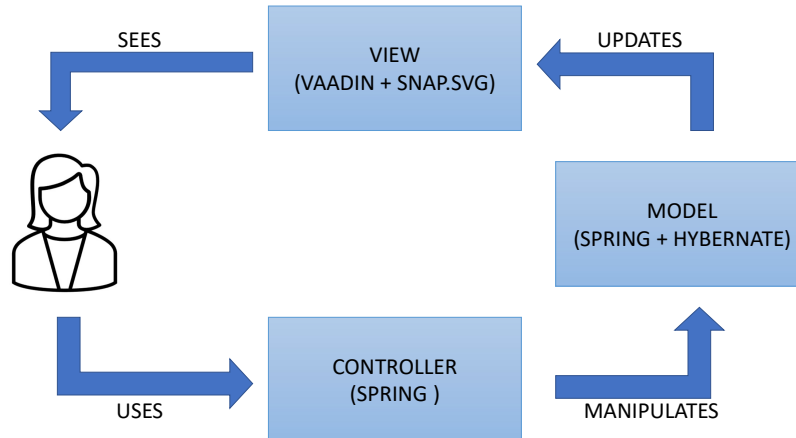 SEES
VIEW
(VAADIN + SNAP.SVG)
UPDATES
MODEL
(SPRING + HYBERNATE)
CONTROLLER
(SPRING )
USES
MANIPULATES